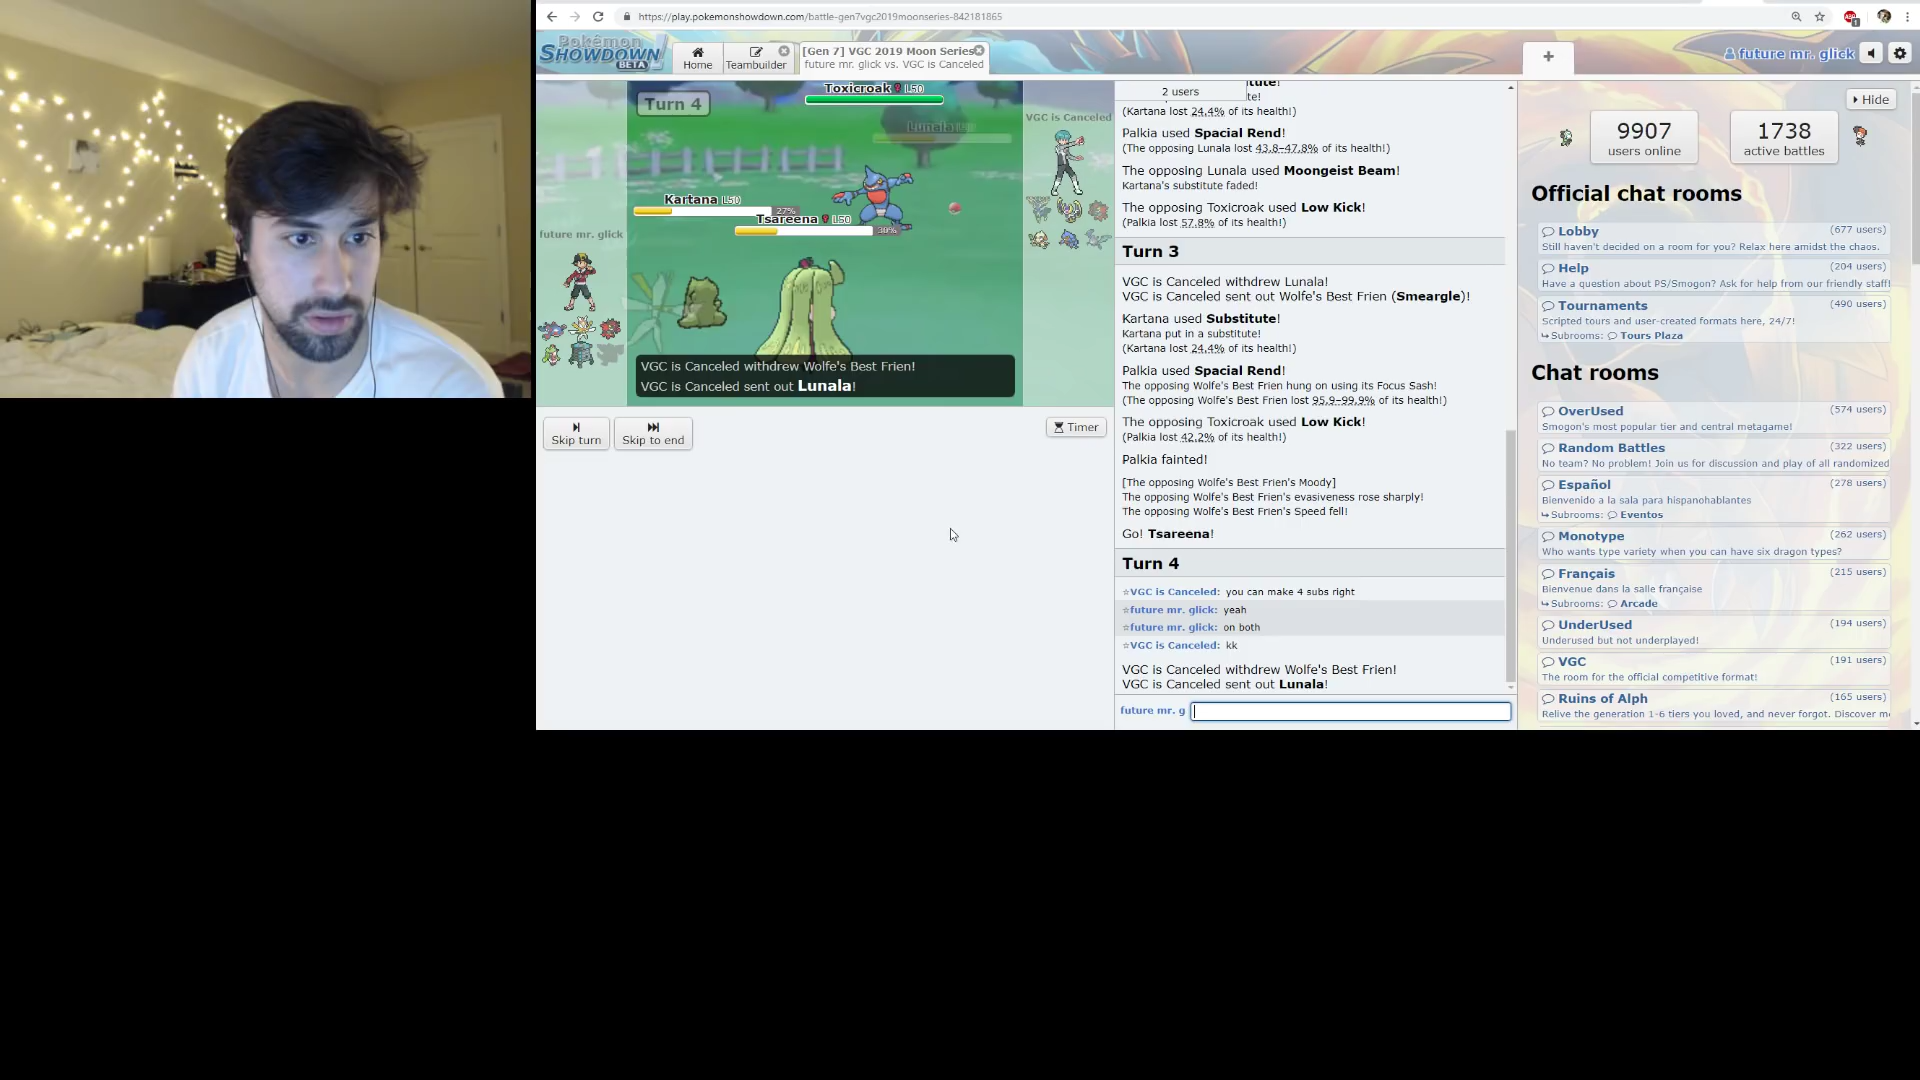 https://play.pokemonshowdown.com/battle-gen7vgc2019moonseries-842181865
Pokémon
SHOWDOWN
BETA
Home
Teambuilder
[Gen 7] VGC 2019 Moon Series
future mr. glick vs. VGC is Canceled
+
future mr. glick
Turn 4
Toxicroak L50
Lunala
Kartana L50
27%
Tsareena L50
30%
future mr. glick
VGC is Canceled
VGC is Canceled withdrew Wolfe's Best Frien!
VGC is Canceled sent out Lunala!
Skip turn
Skip to end
Timer
2 users
(Kartana lost 24.4% of its health!)
Palkia used Spacial Rend!
(The opposing Lunala lost 43.8-47.8% of its health!)
The opposing Lunala used Moongeist Beam!
Kartana's substitute faded!
The opposing Toxicroak used Low Kick!
(Palkia lost 57.8% of its health!)
Turn 3
VGC is Canceled withdrew Lunala!
VGC is Canceled sent out Wolfe's Best Frien (Smeargle)!
Kartana used Substitute!
Kartana put in a substitute!
(Kartana lost 24.4% of its health!)
Palkia used Spacial Rend!
The opposing Wolfe's Best Frien hung on using its Focus Sash!
(The opposing Wolfe's Best Frien lost 95.9-99.9% of its health!)
The opposing Toxicroak used Low Kick!
(Palkia lost 42.2% of its health!)
Palkia fainted!
[The opposing Wolfe's Best Frien's Moody]
The opposing Wolfe's Best Frien's evasiveness rose sharply!
The opposing Wolfe's Best Frien's Speed fell!
Go! Tsareena!
Turn 4
☆VGC is Canceled: you can make 4 subs right
☆future mr. glick: yeah
☆future mr. glick: on both
☆VGC is Canceled: kk
VGC is Canceled withdrew Wolfe's Best Frien!
VGC is Canceled sent out Lunala!
future mr. g
Hide
9907
users online
1738
active battles
Official chat rooms
Lobby (677 users)
Still haven't decided on a room for you? Relax here amidst the chaos.
Help (204 users)
Have a question about PS/Smogon? Ask for help from our friendly staff!
Tournaments (490 users)
Scripted tours and user-created formats here, 24/7!
Subrooms: Tours Plaza
Chat rooms
OverUsed (574 users)
Smogon's most popular tier and central metagame!
Random Battles (322 users)
No team? No problem! Join us for discussion and play of all randomized
Español (278 users)
Bienvenido a la sala para hispanohablantes
Subrooms: Eventos
Monotype (262 users)
Who wants type variety when you can have six dragon types?
Français (215 users)
Bienvenue dans la salle française
Subrooms: Arcade
UnderUsed (194 users)
Underused but not underplayed!
VGC (191 users)
The room for the official competitive format!
Ruins of Alph (165 users)
Relive the generation 1-6 tiers you loved, and never forgot. Discover